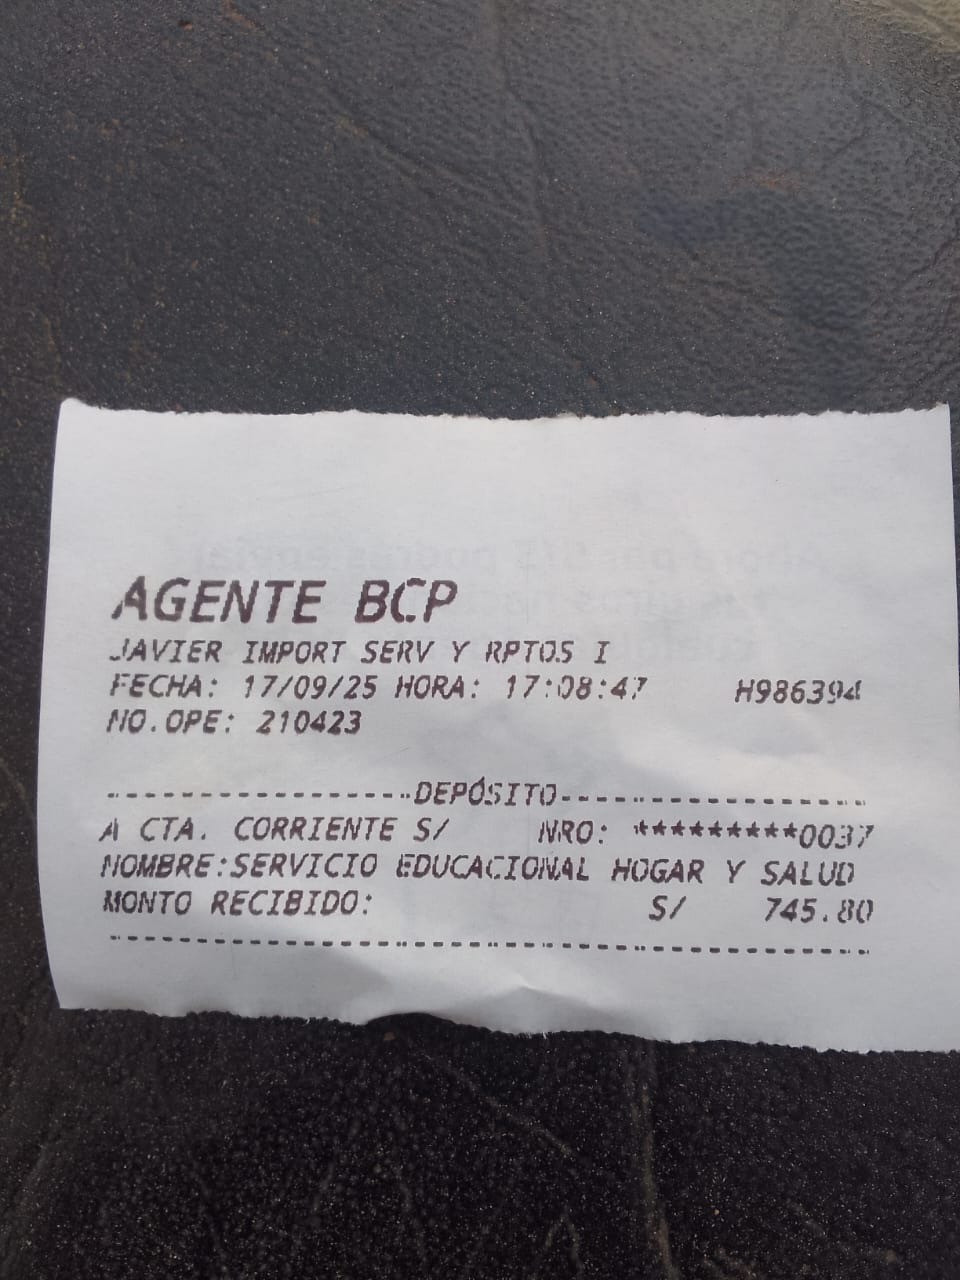 AGENTE BCP
JAVIER IMPORT SERV Y RPTOS I
FECHA: 17/09/25 HORA: 17:08:47 H986394
NO.OPE: 210423
------------------DEPÓSITO------------------
A CTA. CORRIENTE S/ NRO: *********0037
NOMBRE:SERVICIO EDUCACIONAL HOGAR Y SALUD
MONTO RECIBIDO: S/ 745.80